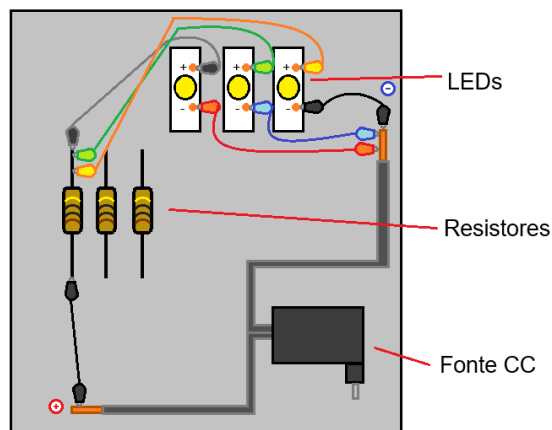 + + +
- - -
LEDs
−
Resistores
Fonte CC
+